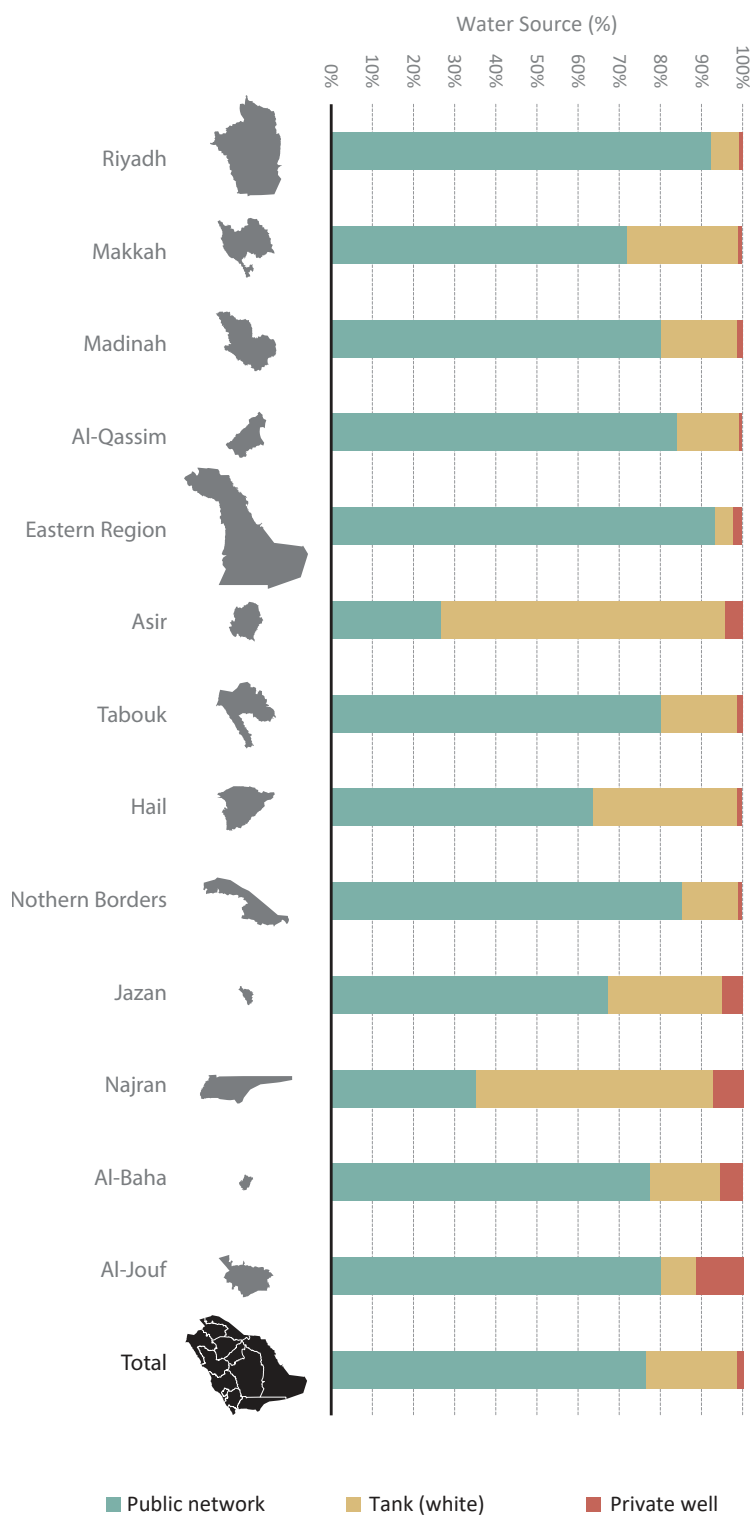 Water Source (%)
0% 10% 20% 30% 40% 50% 60% 70% 80% 90% 100%
Riyadh
Makkah
Madinah
Al-Qassim
Eastern Region
Asir
Tabouk
Hail
Nothern Borders
Jazan
Najran
Al-Baha
Al-Jouf
Total
Public network Tank (white) Private well